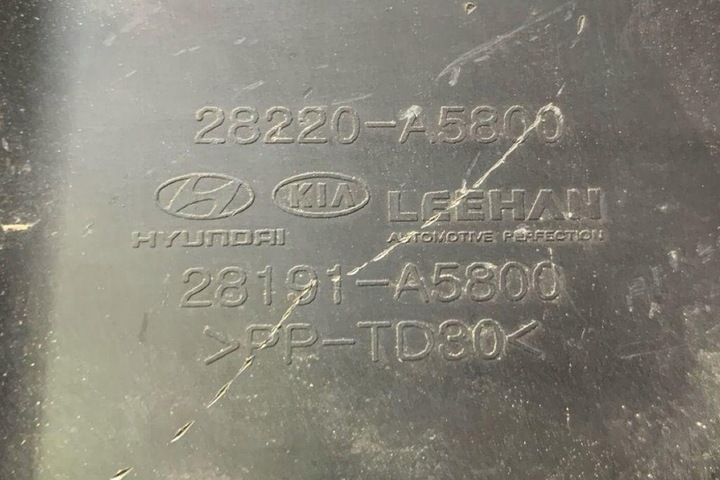 28220-A5800
HYUNDAI KIA LEEHAN
AUTOMOTIVE PERFECTION
28191-A5800
>PP-TD30<